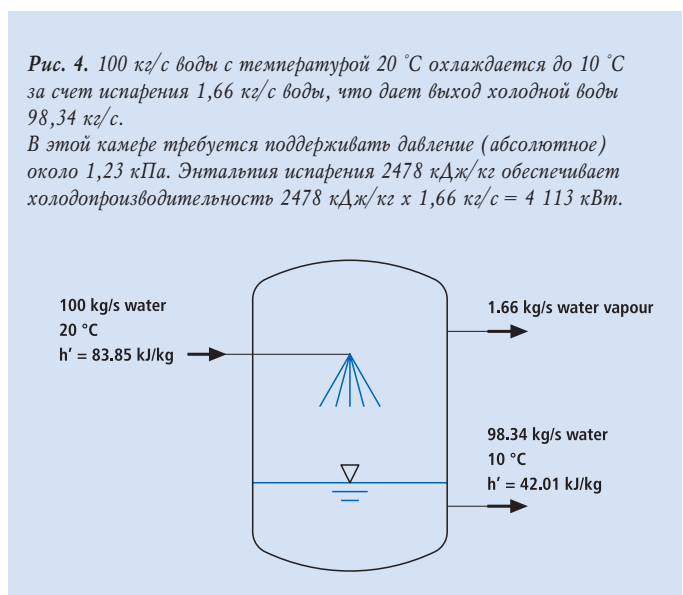 Рис. 4. 100 кг/с воды с температурой 20 °С охлаждается до 10 °С
за счет испарения 1,66 кг/с воды, что дает выход холодной воды
98,34 кг/с.
В этой камере требуется поддерживать давление (абсолютное)
около 1,23 кПа. Энтальпия испарения 2478 кДж/кг обеспечивает
холодопроизводительность 2478 кДж/кг х 1,66 кг/с = 4 113 кВт.
100 kg/s water
20 °C
h' = 83.85 kJ/kg
1.66 kg/s water vapour
98.34 kg/s water
10 °C
h' = 42.01 kJ/kg